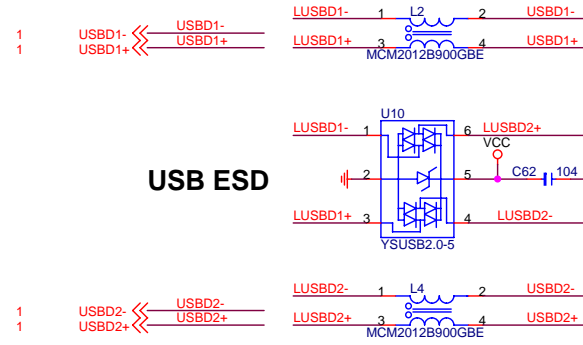 LUSBD1- 1 L2 2 USBD1-
USBD1-
1 USBD1- USBD1+ LUSBD1+ 3 4 USBD1+
1 USBD1+ MCM2012B900GBE
U10
LUSBD1- 1 6 LUSBD2+
VCC
USB ESD 2 5 C62 104
LUSBD1+ 3 4 LUSBD2-
YSUSB2.0-5
LUSBD2- 1 L4 2 USBD2-
USBD2-
1 USBD2- USBD2+ LUSBD2+ 3 4 USBD2+
1 USBD2+ MCM2012B900GBE